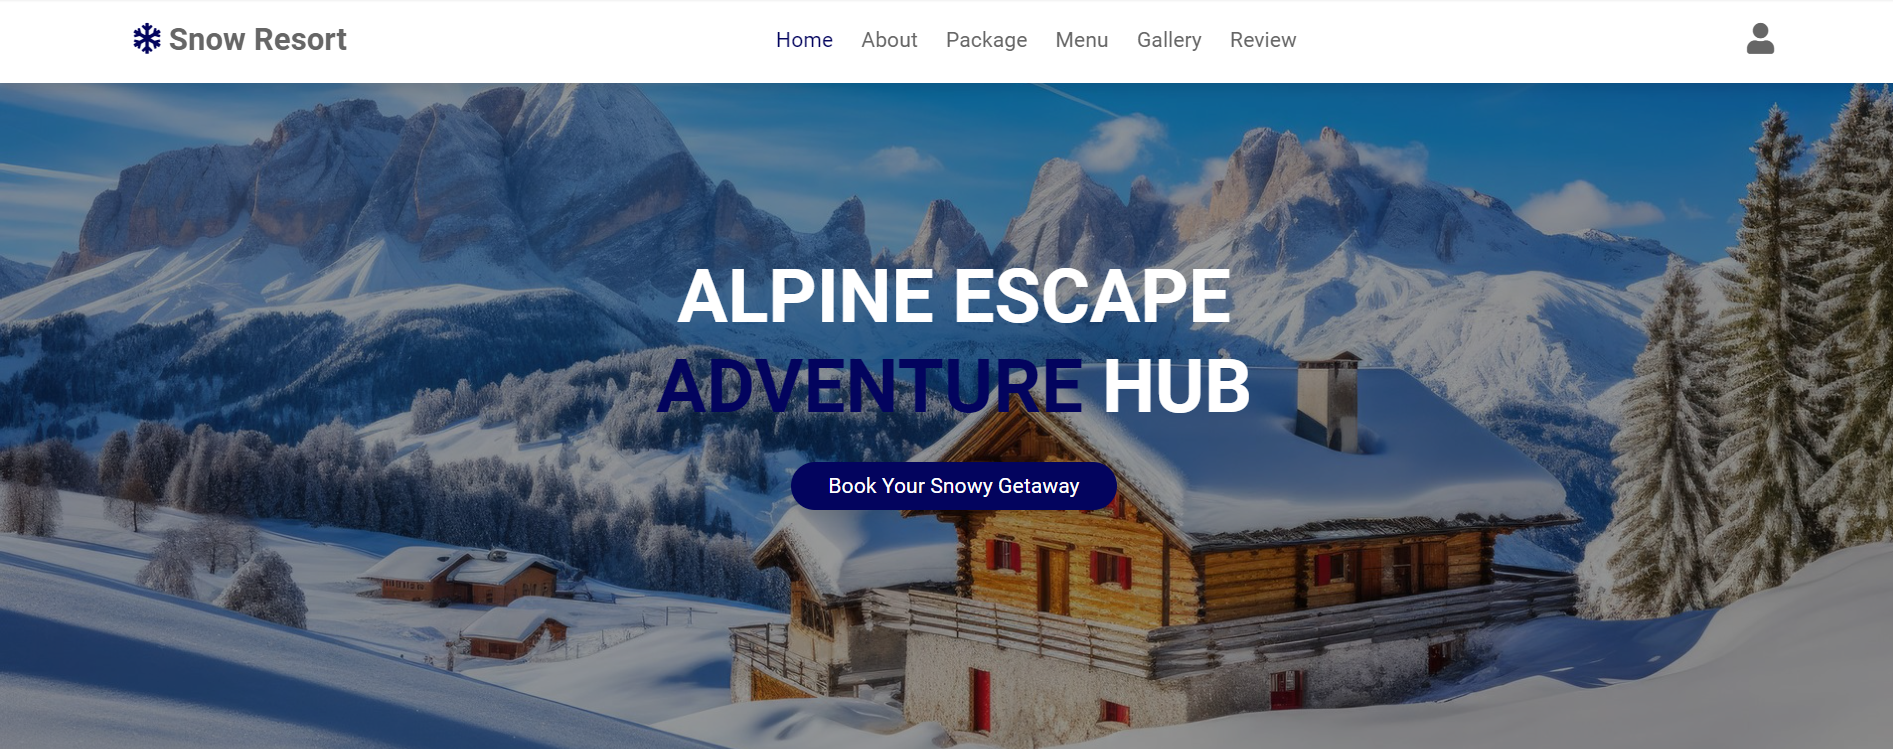 Snow Resort
Home About Package Menu Gallery Review
ALPINE ESCAPE
ADVENTURE HUB
Book Your Snowy Getaway